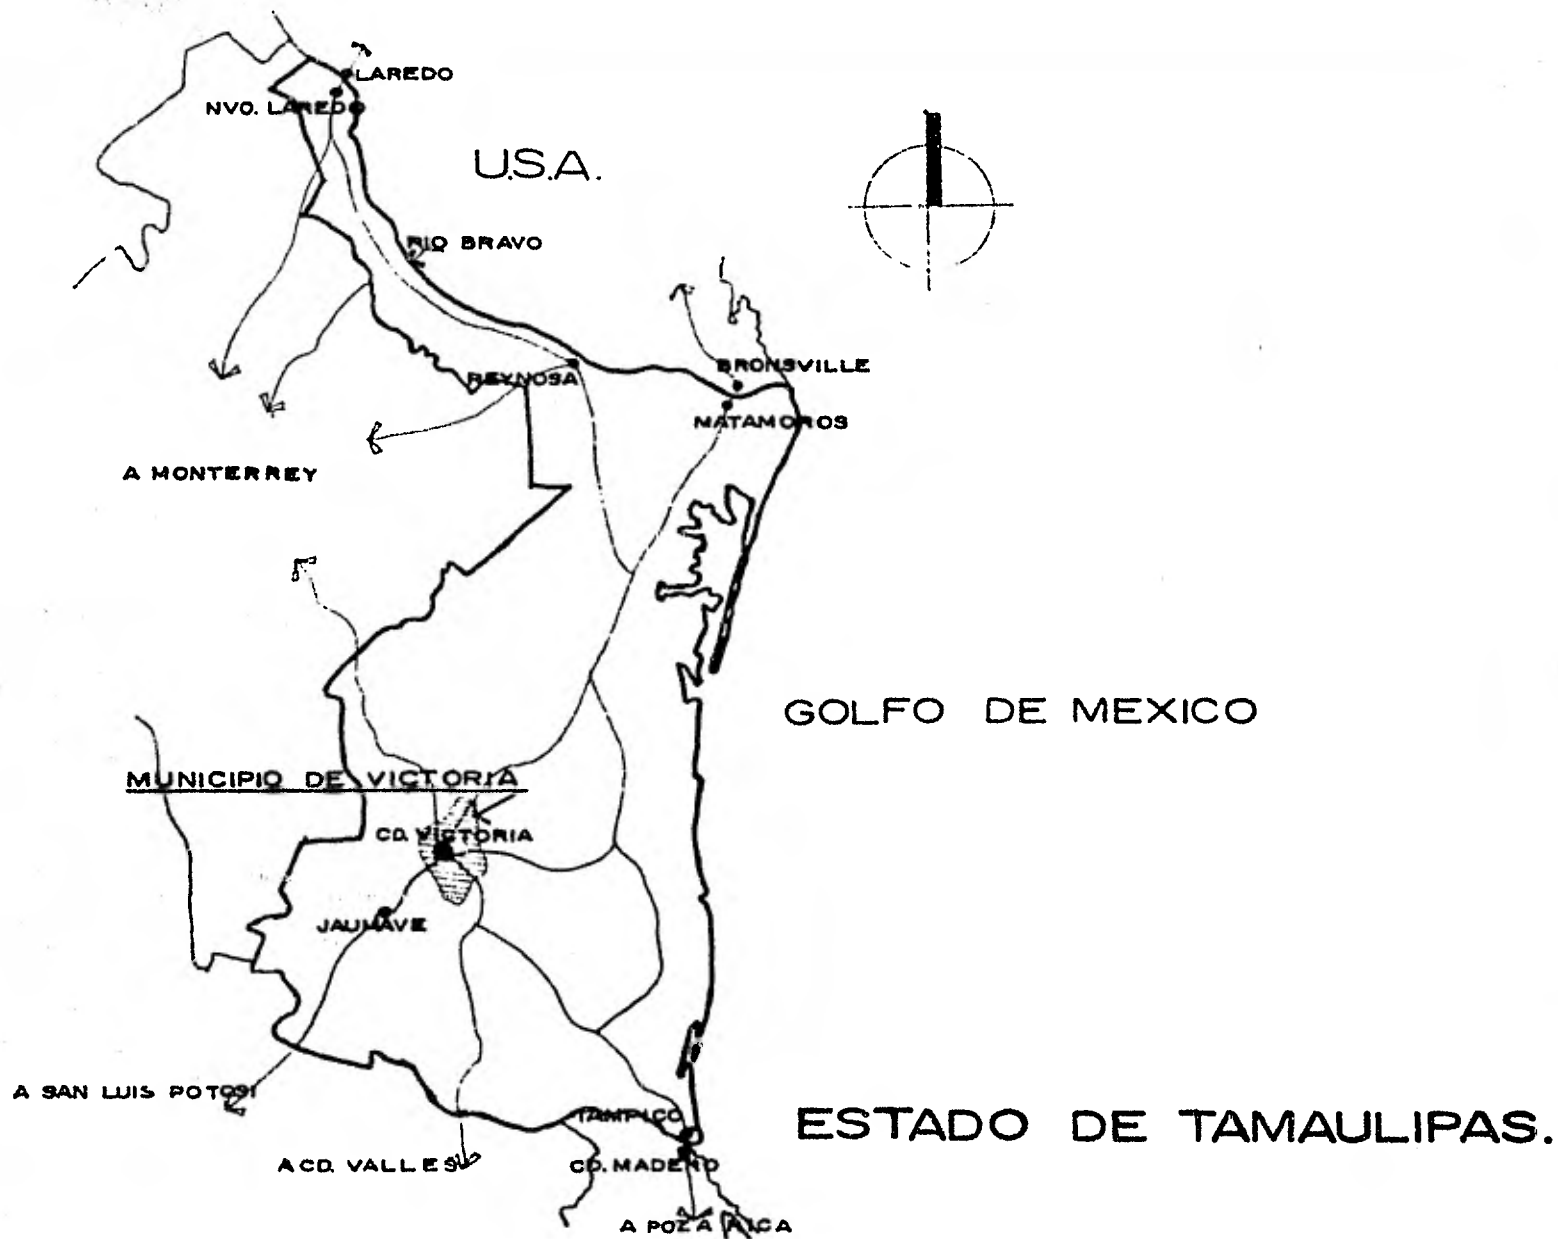 LAREDO
NVO. LAREDO
U.S.A.
RIO BRAVO
BRONSVILLE
REYNOSA
MATAMOROS
A MONTERREY
GOLFO DE MEXICO
MUNICIPIO DE VICTORIA
CD. VICTORIA
JAUMAVE
A SAN LUIS POTOSI
TAMPICO
ESTADO DE TAMAULIPAS.
A CD. VALLES
CD. MADERO
A POZA RICA